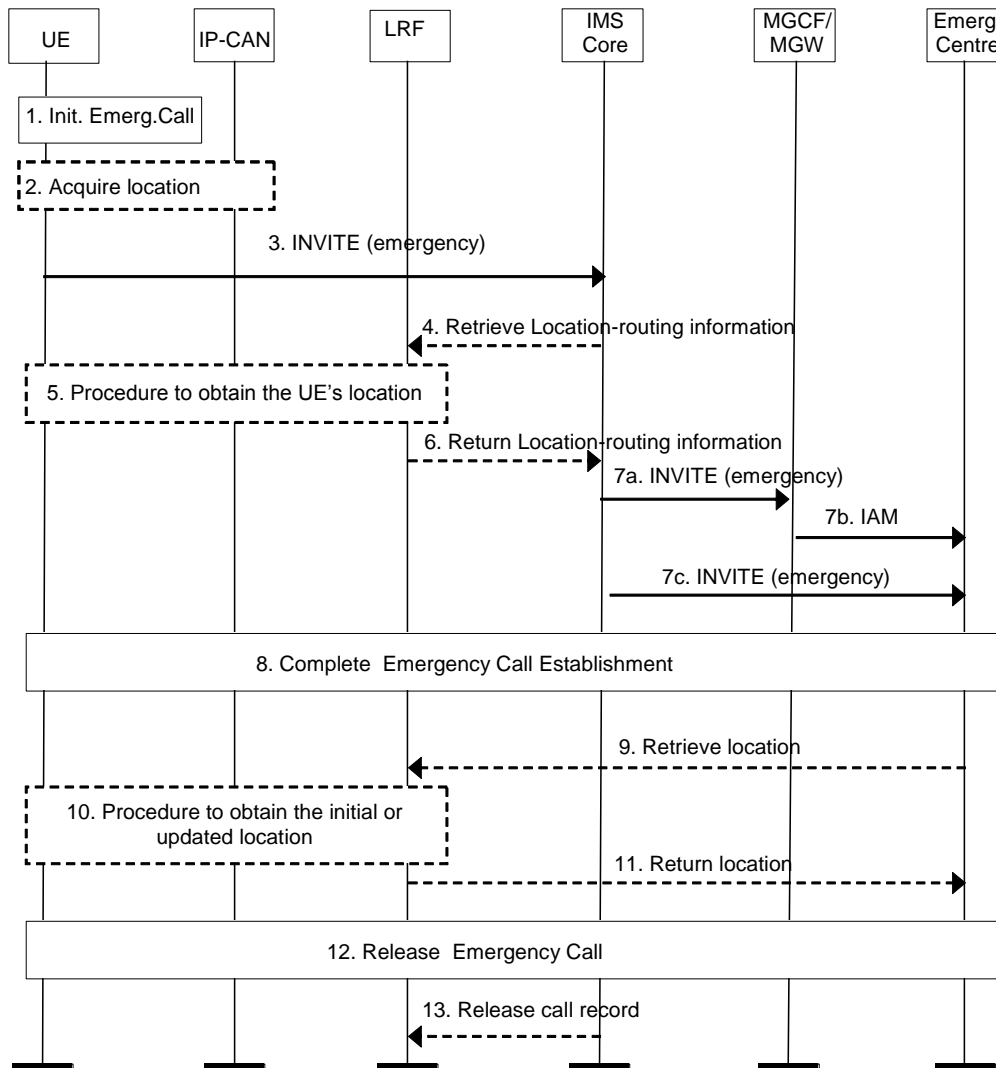 UE
IP-CAN
LRF
IMS
Core
MGCF/
MGW
Emerg.
Centre
1. Init. Emerg.Call
2. Acquire location
3. INVITE (emergency)
4. Retrieve Location-routing information
5. Procedure to obtain the UE's location
6. Return Location-routing information
7a. INVITE (emergency)
7b. IAM
7c. INVITE (emergency)
8. Complete Emergency Call Establishment
9. Retrieve location
10. Procedure to obtain the initial or
updated location
11. Return location
12. Release Emergency Call
13. Release call record